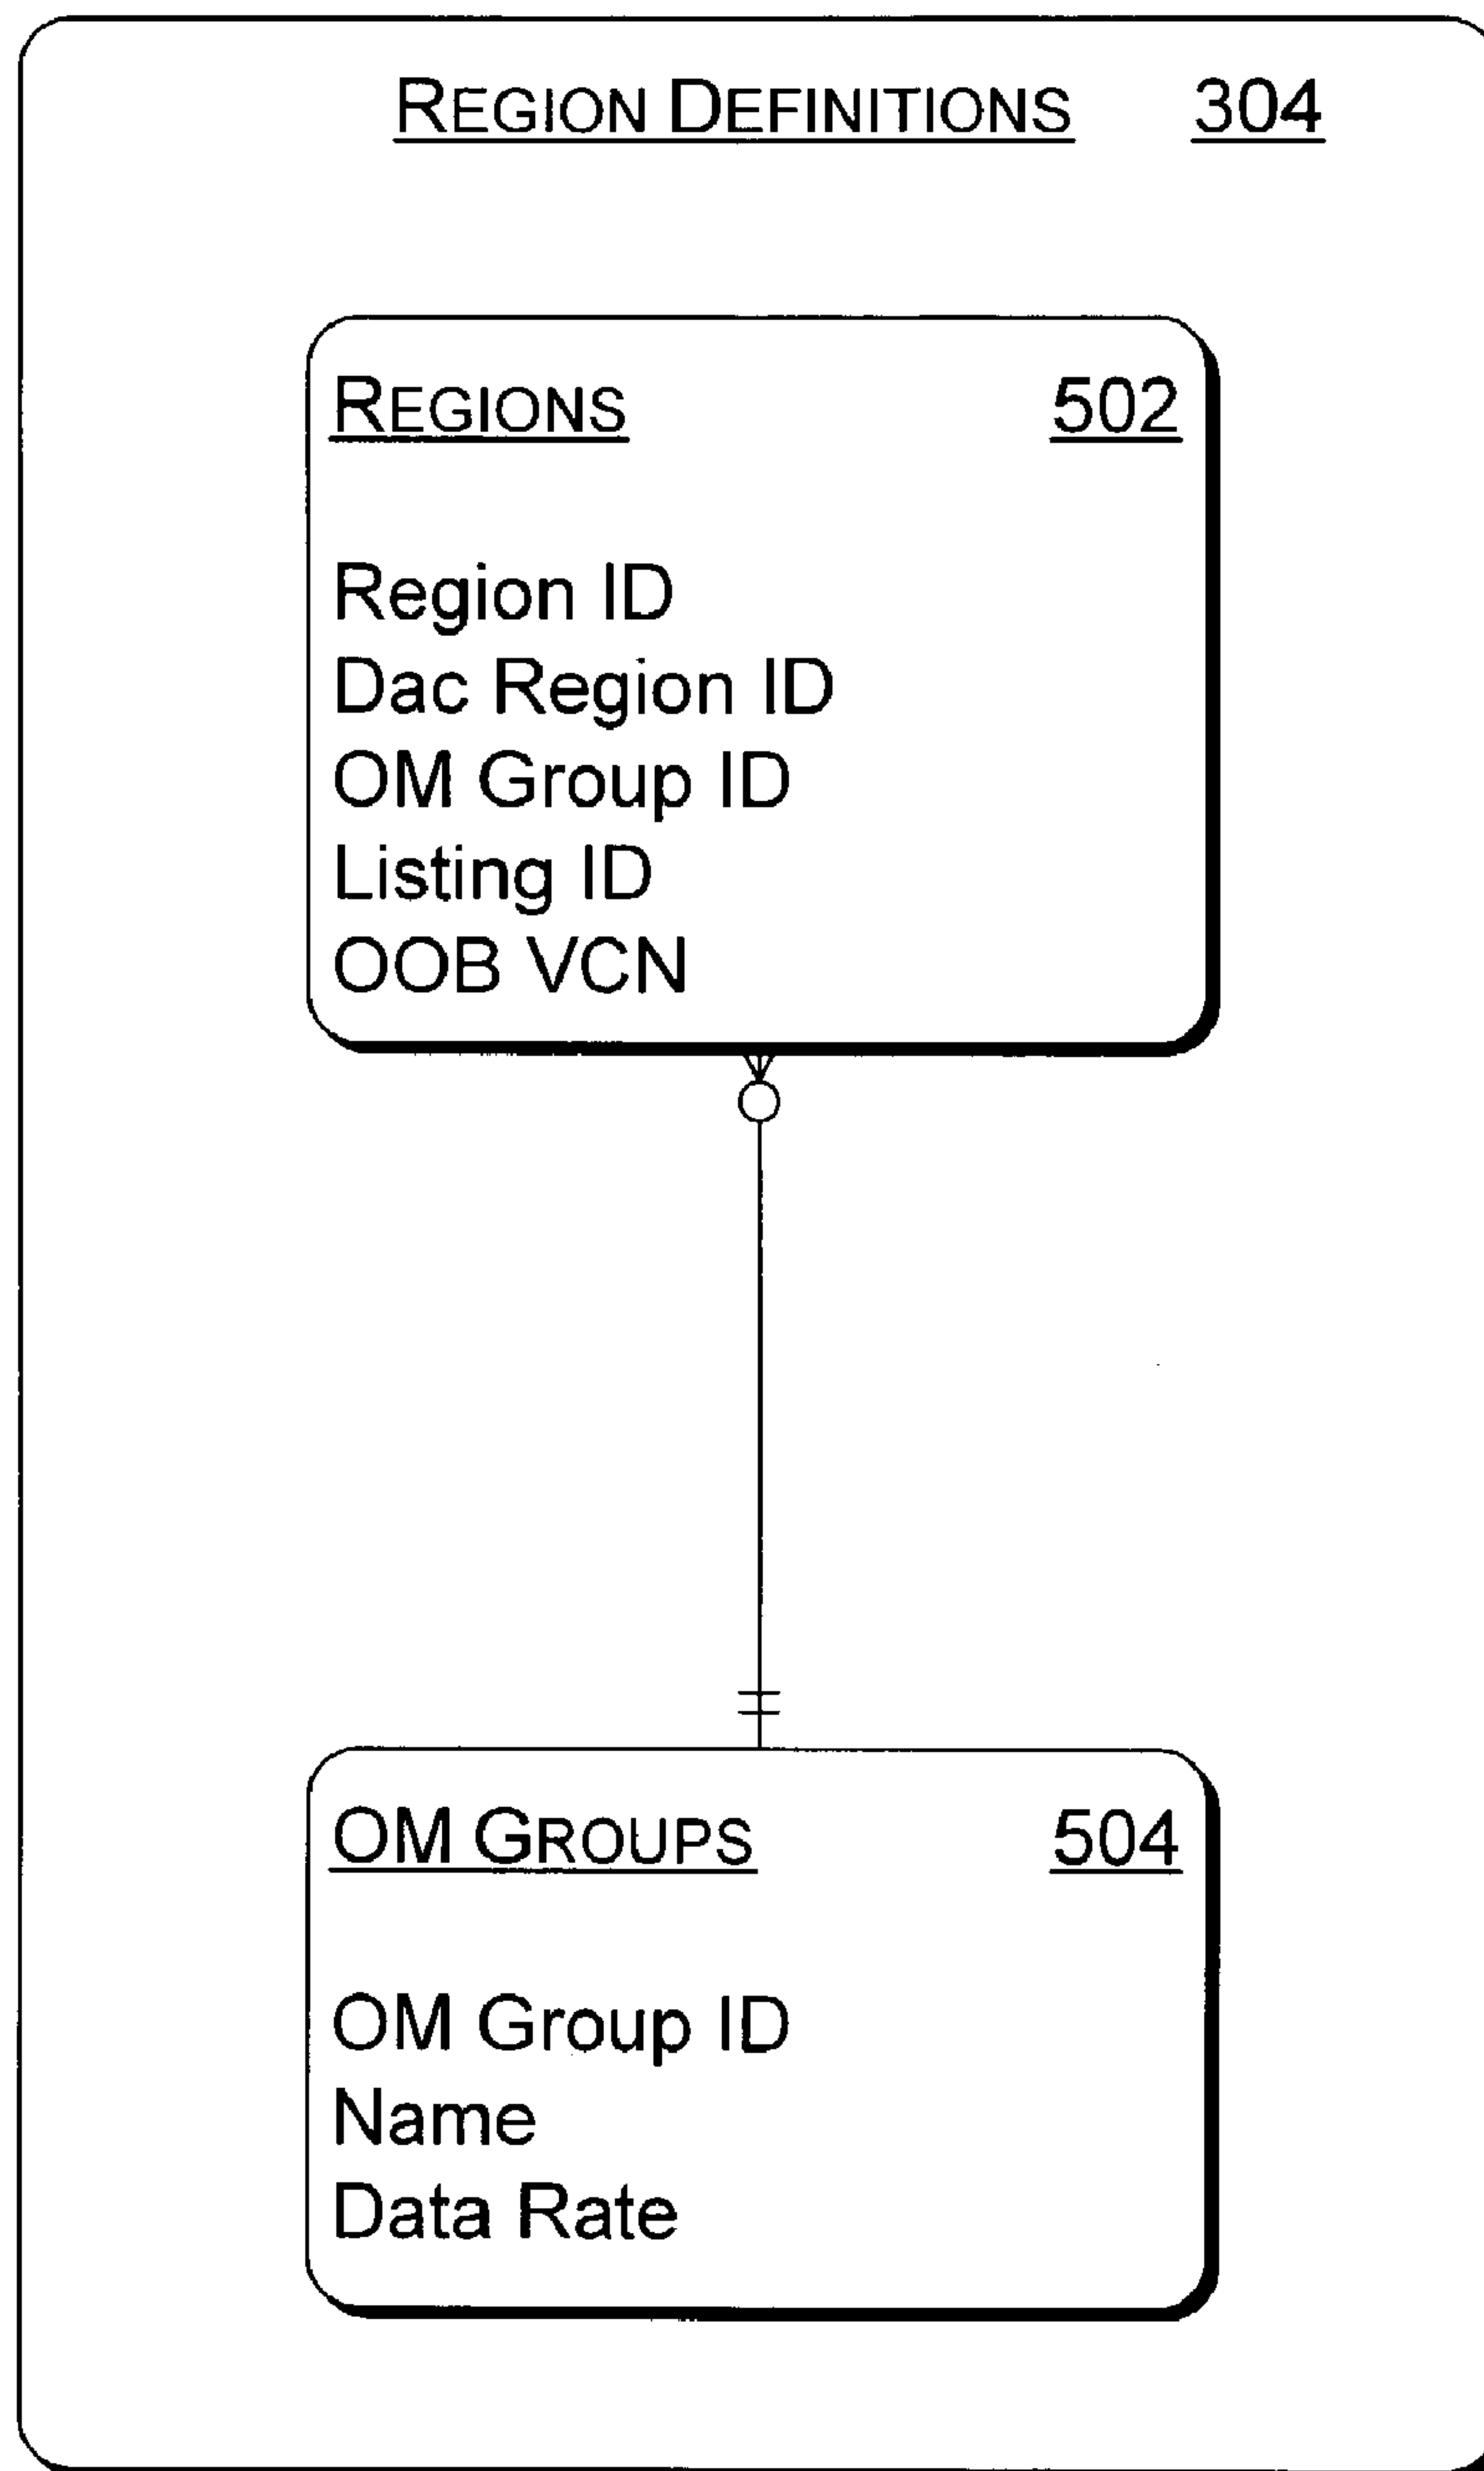 REGION DEFINITIONS 304
REGIONS 502
Region ID
Dac Region ID
OM Group ID
Listing ID
OOB VCN
OM GROUPS 504
OM Group ID
Name
Data Rate